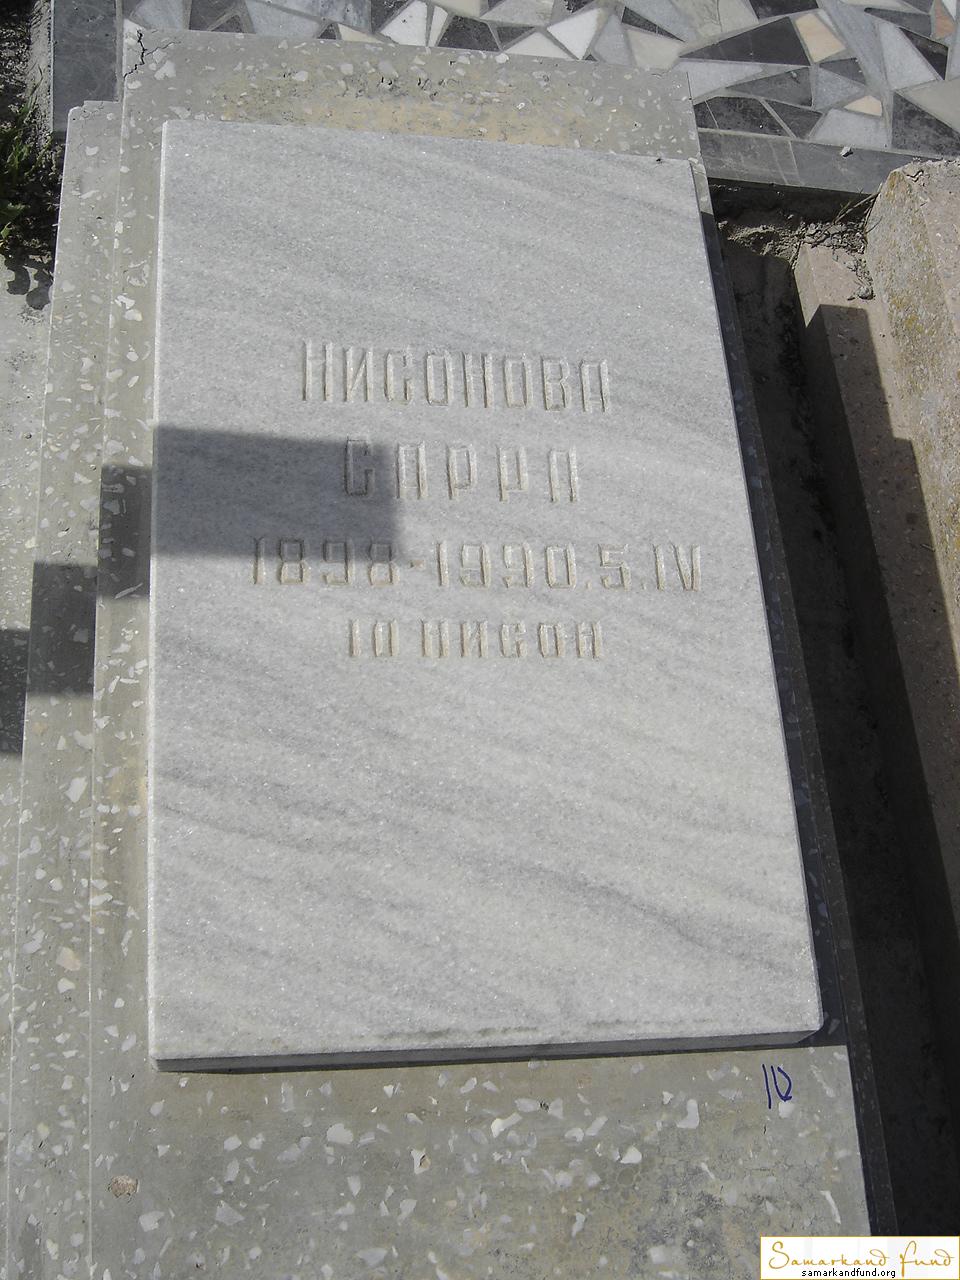 НИСОНОВА
САРРА
1898-1990.5.IV
10 НИСОН
10
Samarkand fund
samarkandfund.org